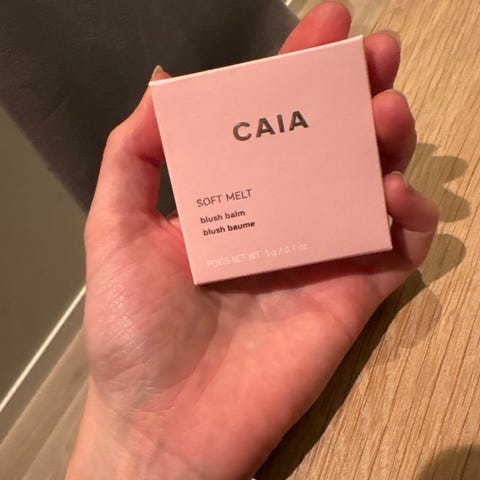 CAIA
SOFT MELT
blush balm
blush baume
POIDS NET WT. 3 g / 0.1 oz